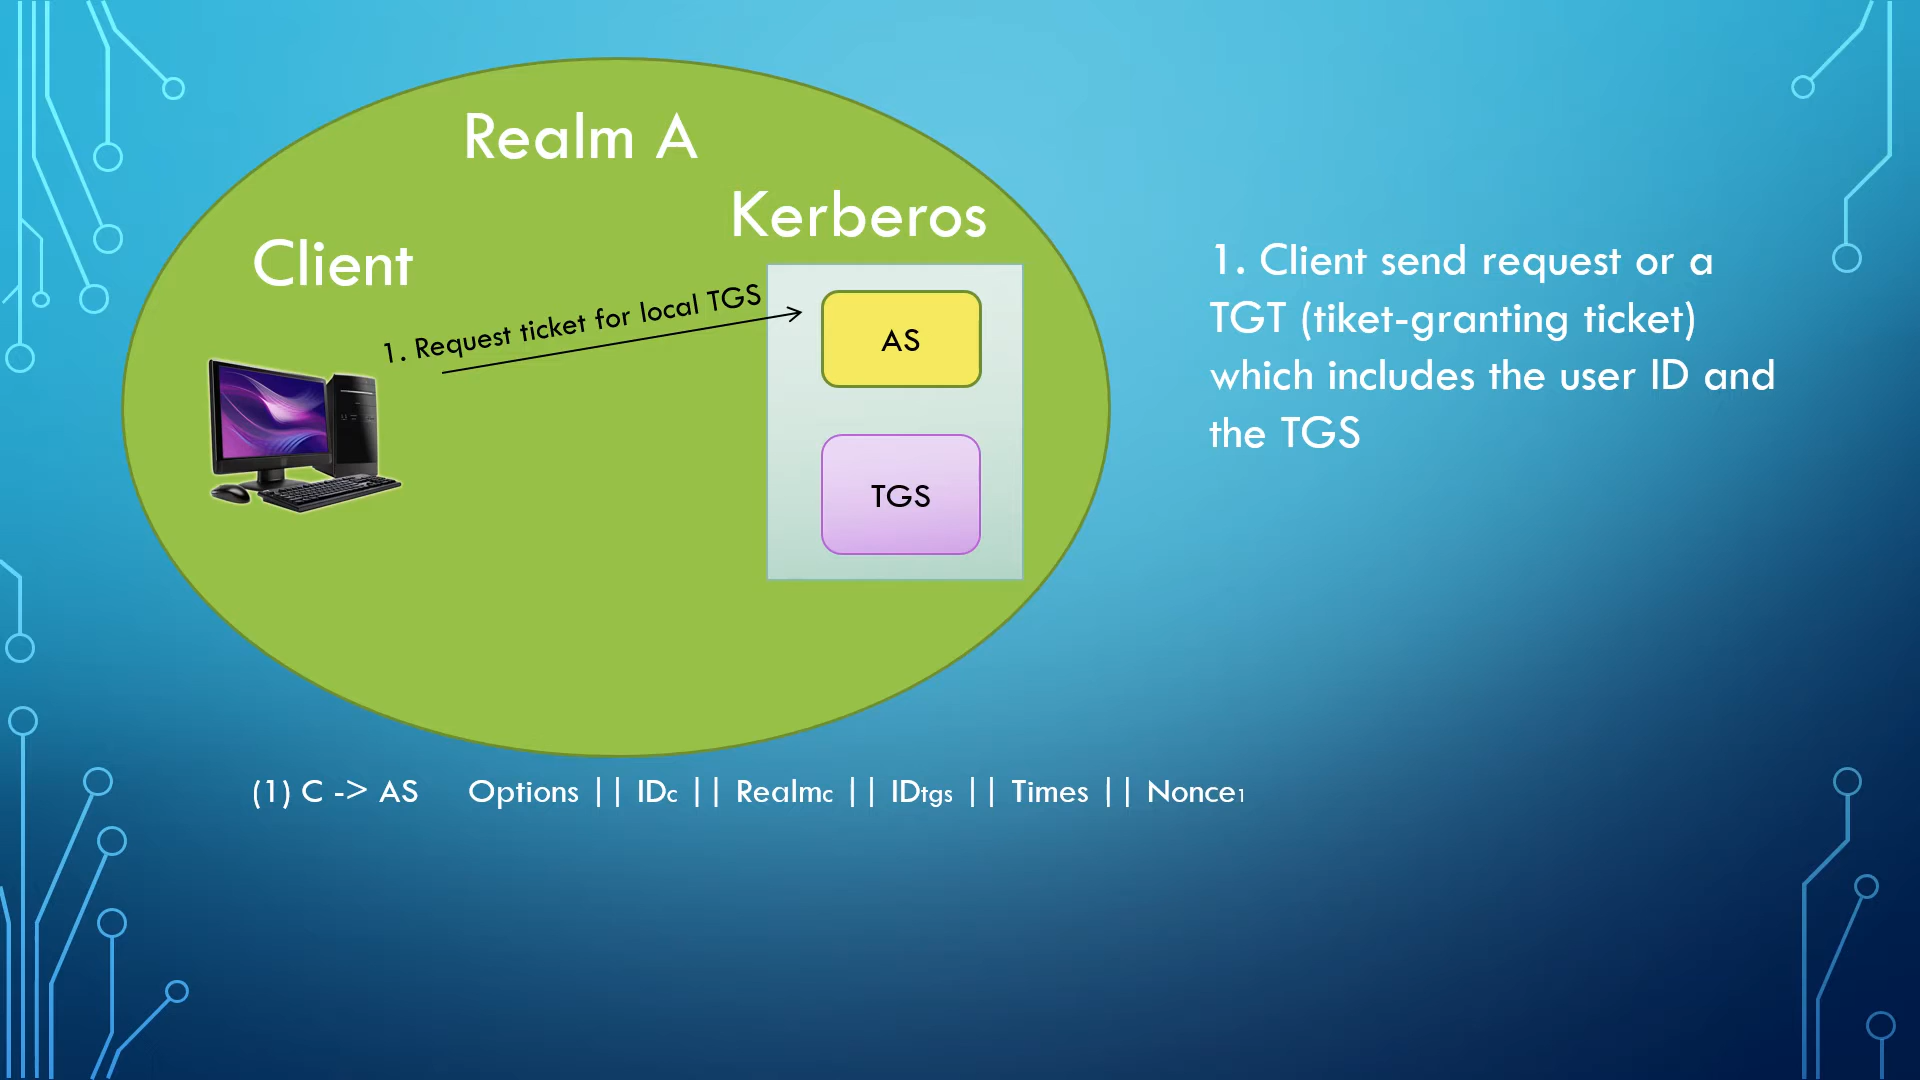 Realm A
Kerberos
Client
1. Request ticket for local TGS
AS
TGS
1. Client send request or a
TGT (tiket-granting ticket)
which includes the user ID and
the TGS
(1) C -> AS Options || IDc || Realmc || IDtgs || Times || Nonce1